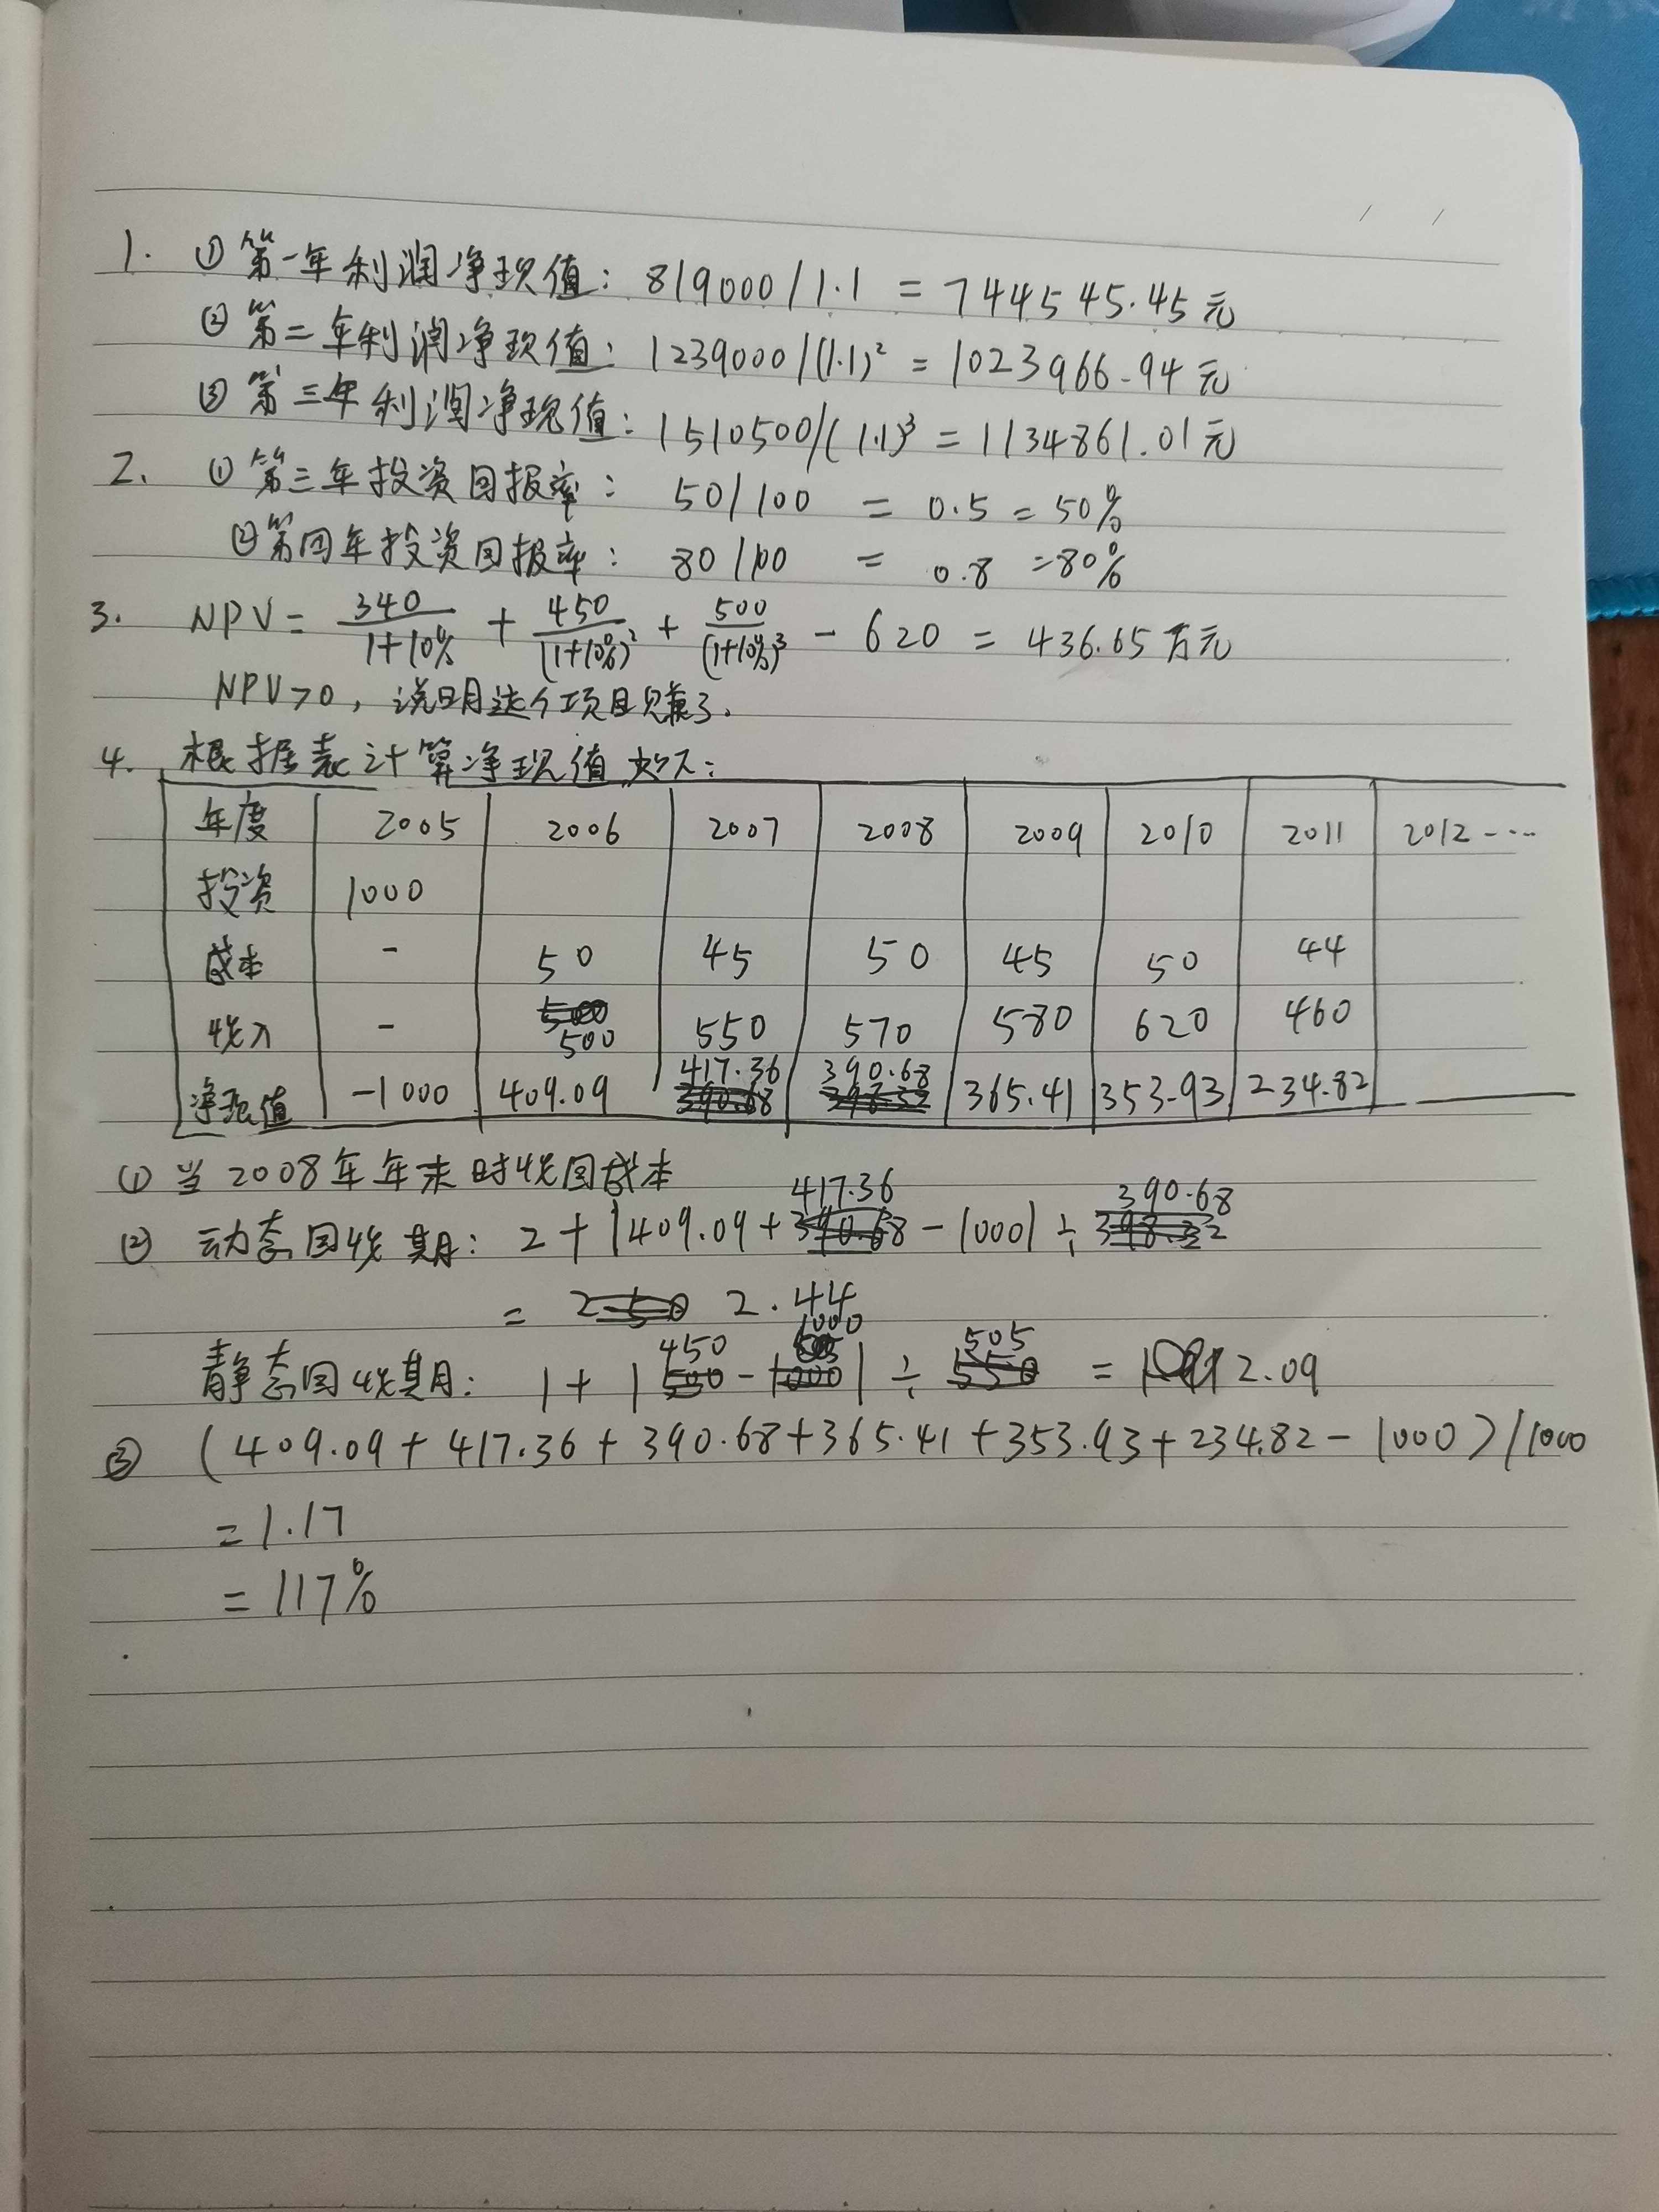 1. ① 第一年利润净现值: 819000/1.1 = 744545.45元
② 第二年利润净现值: 1239000/(1.1)² = 1023966.94元
③ 第三年利润净现值: 1510500/(1.1)³ = 1134861.01元
2. ① 第三年投资回报率: 50/100 = 0.5 = 50%
② 第四年投资回报率: 80/100 = 0.8 = 80%
3. NPV = 340/(1+10%) + 450/(1+10%)² + 500/(1+10%)³ - 620 = 436.65万元
NPV>0, 说明这个项目赚了.
4. 根据表计算净现值如下:
年度 2005 2006 2007 2008 2009 2010 2011 2012 ----
投资 1000
成本 - 50 45 50 45 50 44
收入 - 500 550 570 580 620 460
净现值 -1000 409.09 417.36 390.68 365.41 353.93 234.82
① 当2008年年末时收回成本
② 动态回收期: 2 + |409.09 + 417.36 - 1000| ÷ 390.68
= 2.44
静态回收期: 1 + |450 - 1000| ÷ 505 = 2.09
③ (409.09 + 417.36 + 390.68 + 365.41 + 353.93 + 234.82 - 1000) / 1000
= 1.17
= 117%